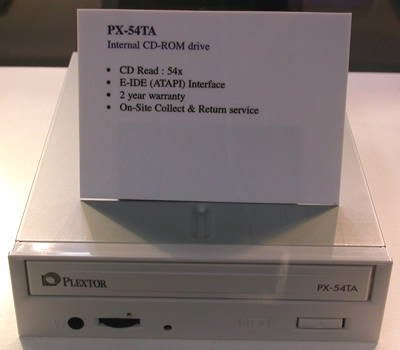 PX-54TA
Internal CD-ROM drive
• CD Read : 54x
• E-IDE (ATAPI) Interface
• 2 year warranty
• On-Site Collect & Return service
PLEXTOR PX-54TA